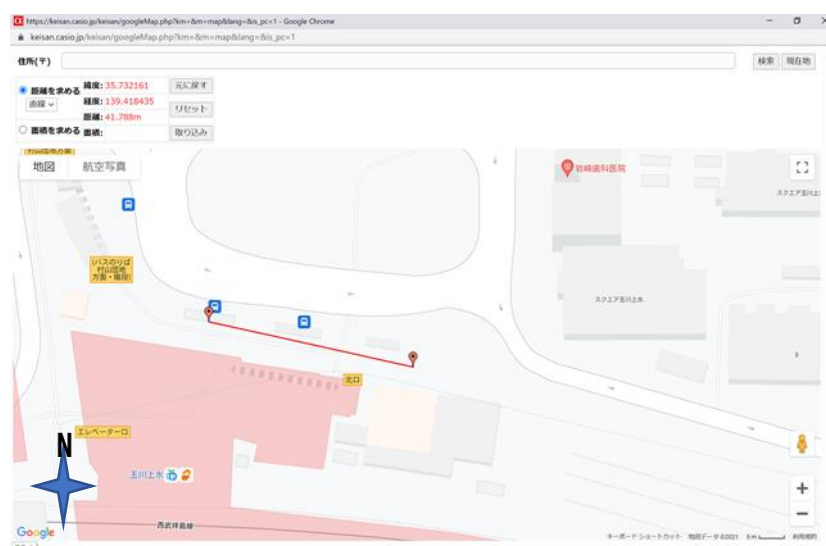 https://keisan.casio.jp/keisan/googleMap.php?km=&m=map&lang=&is_pc=1 - Google Chrome
keisan.casio.jp/keisan/googleMap.php?km=&m=map&lang=&is_pc=1
住所(〒)
検索 現在地
距離を求める 緯度: 35.732161 元に戻す
直線 経度: 139.418435 リセット
距離: 41.788m
面積を求める 面積: 取り込み
村山団地方面
地図 航空写真
岩崎歯科医院
スクエア玉川上
(バスのりば
村山団地
方面・階段)
スクエア玉川上水
北口
エレベーター口
N
玉川上水
西武拝島線
Google
キーボード ショートカット 地図データ ©2021 5 m 利用規約